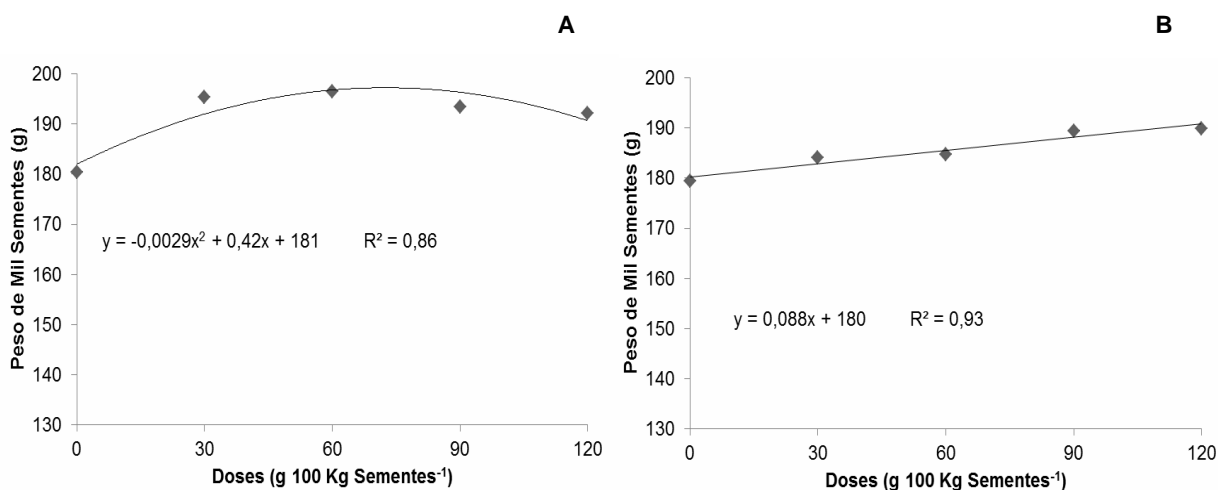 A
Peso de Mil Sementes (g)
200
190
180
170
160
150
140
130
y = -0,0029x² + 0,42x + 181 R² = 0,86
0 30 60 90 120
Doses (g 100 Kg Sementes⁻¹)
B
Peso de Mil Sementes (g)
200
190
180
170
160
150
140
130
y = 0,088x + 180 R² = 0,93
0 30 60 90 120
Doses (g 100 Kg Sementes⁻¹)